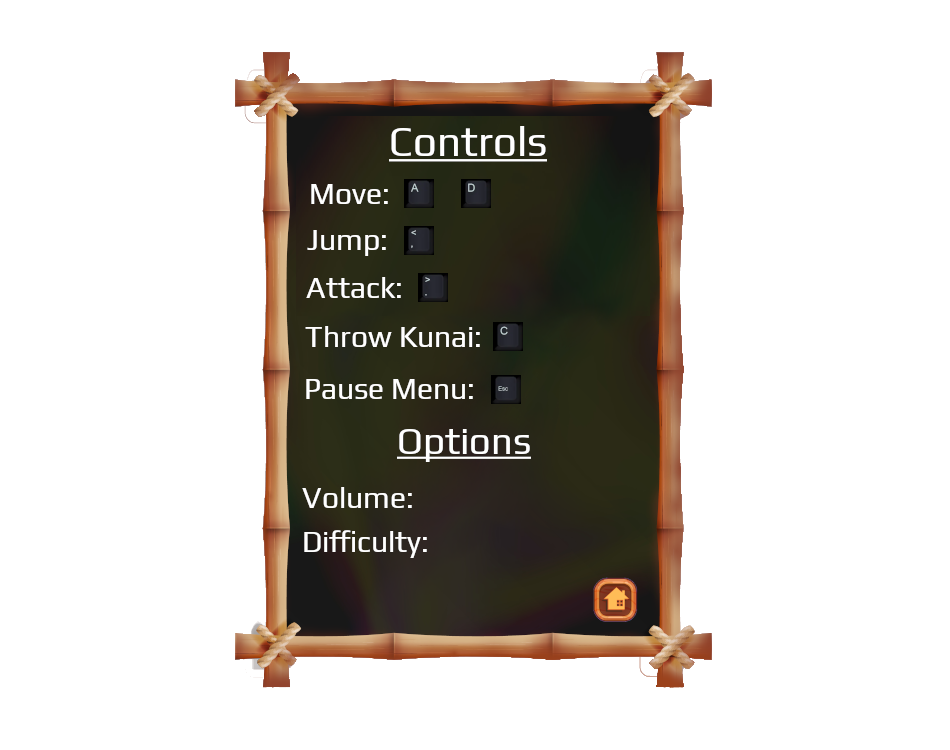 Controls
Move: A D
Jump: < ,
Attack: > .
Throw Kunai: C
Pause Menu: Esc
Options
Volume:
Difficulty: